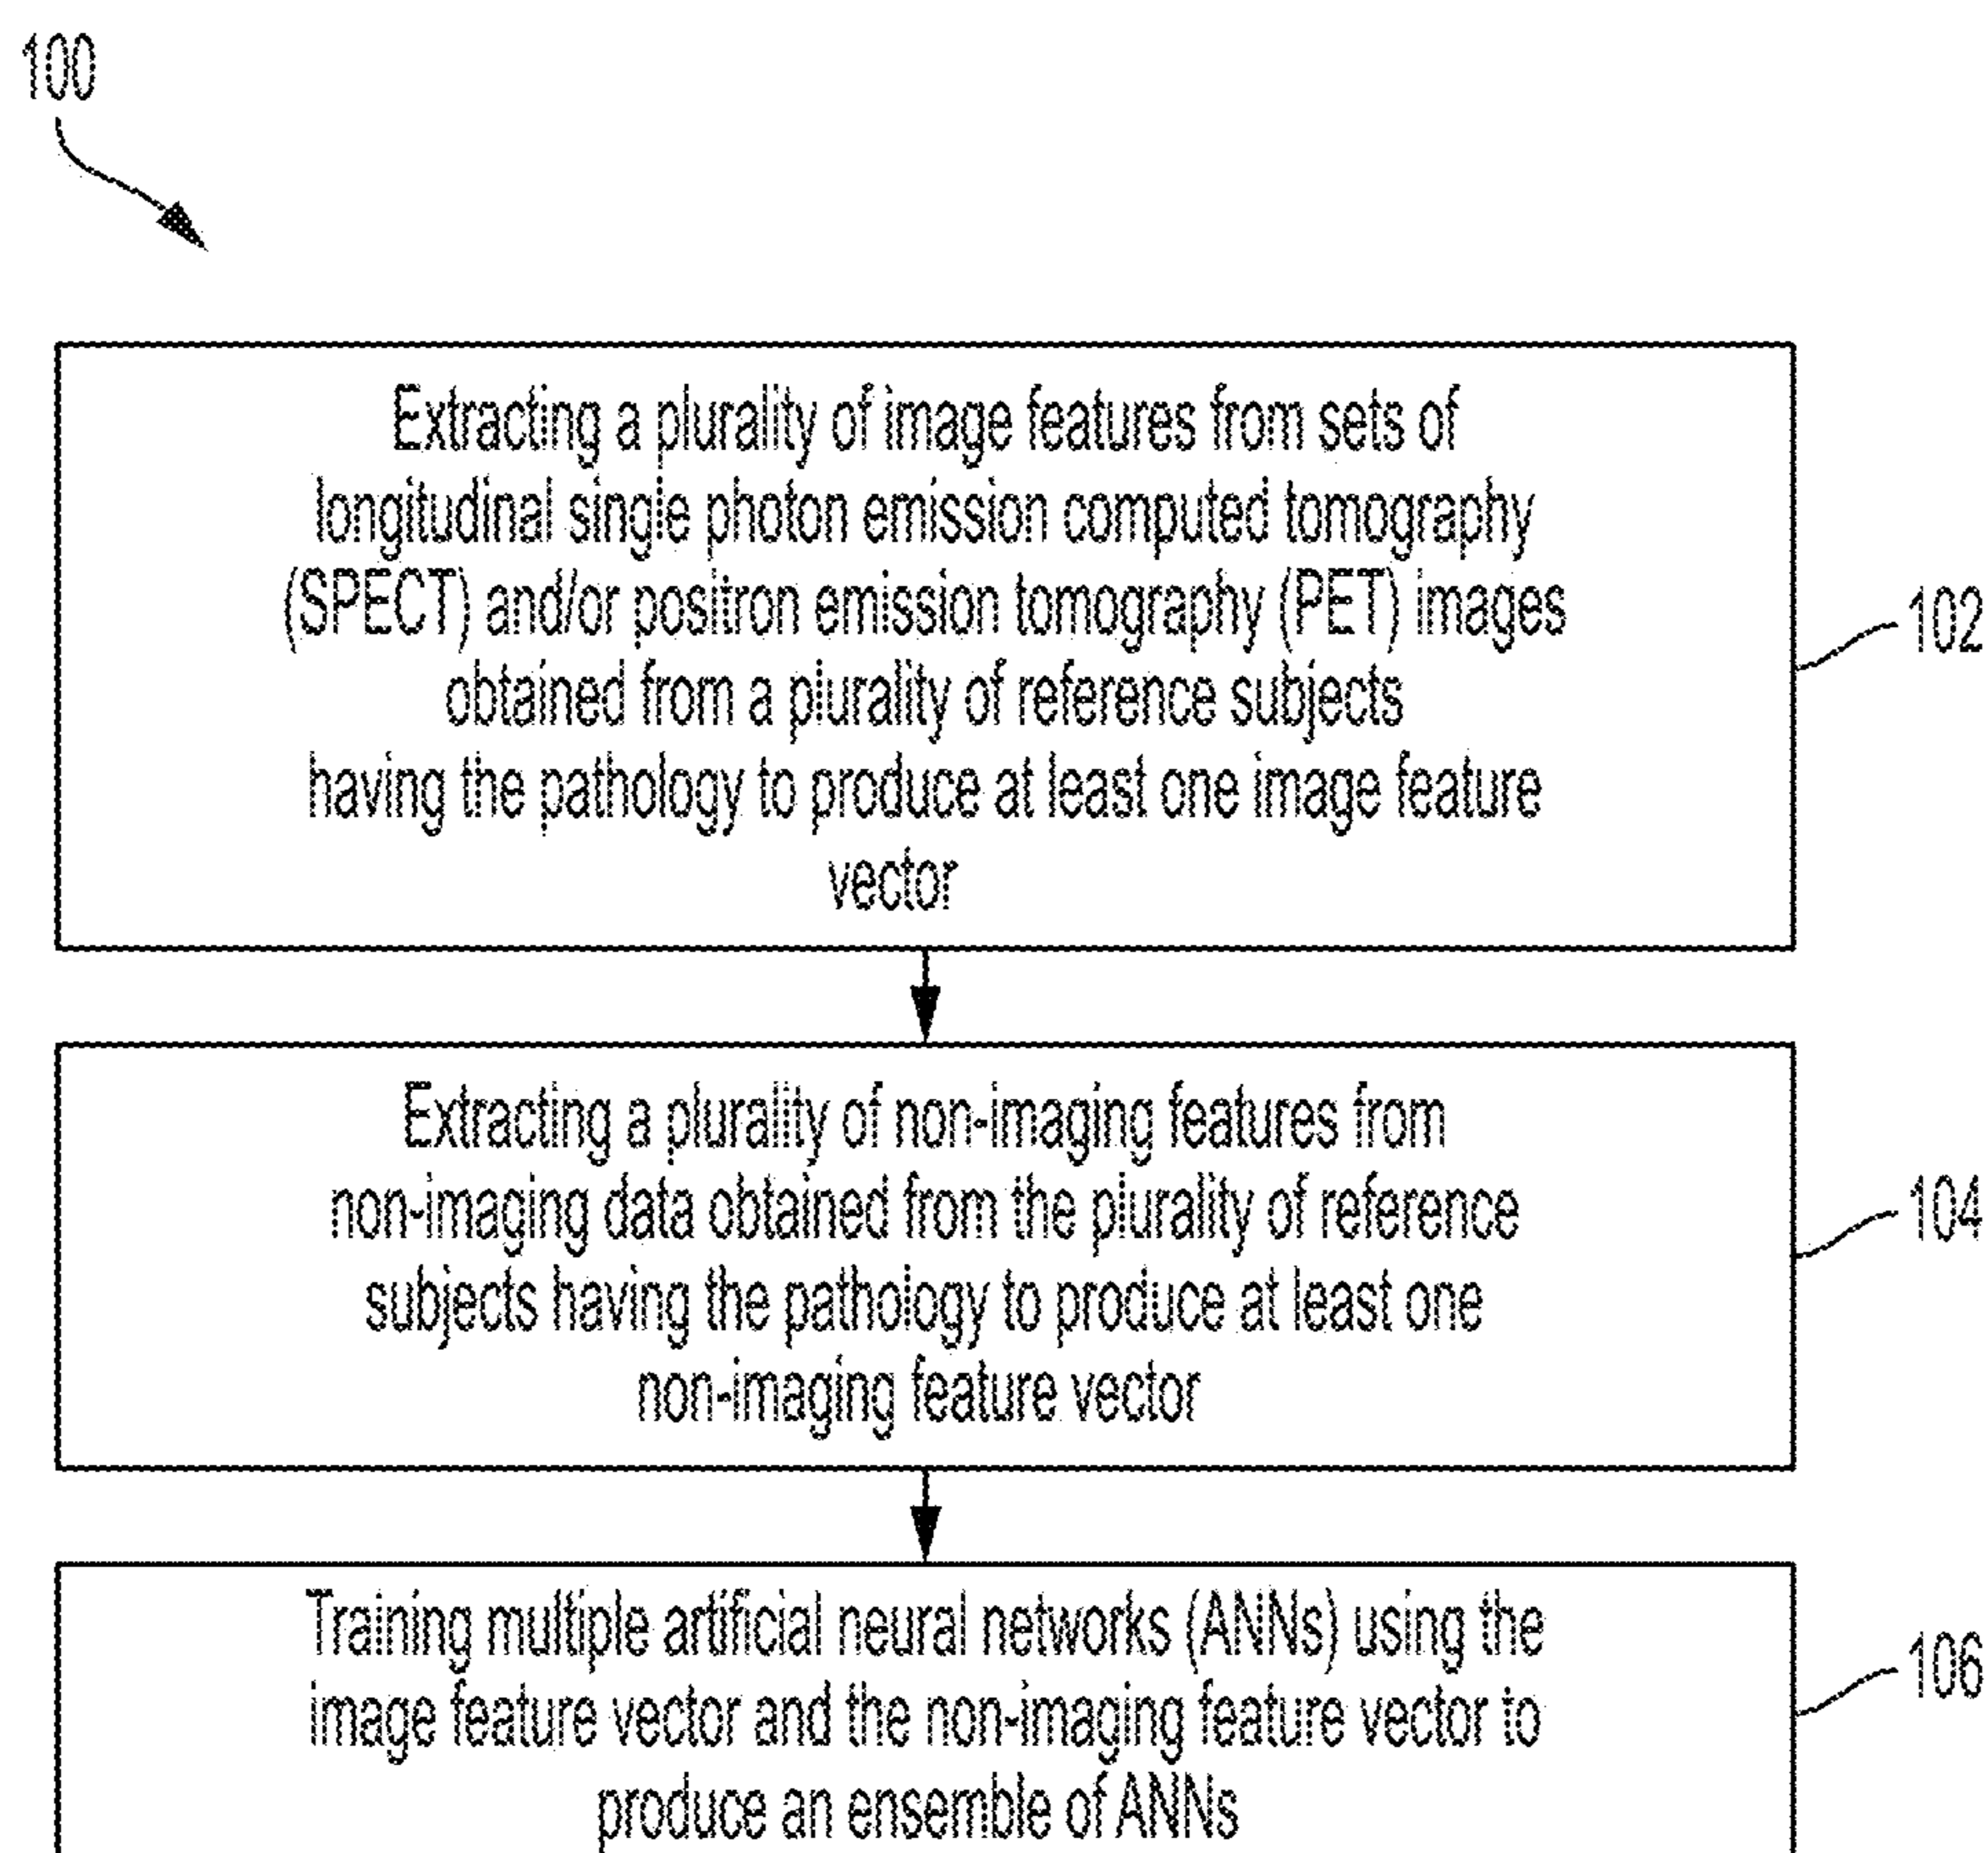 100
Extracting a plurality of image features from sets of
longitudinal single photon emission computed tomography
(SPECT) and/or positron emission tomography (PET) images
obtained from a plurality of reference subjects
having the pathology to produce at least one image feature
vector
102
Extracting a plurality of non-imaging features from
non-imaging data obtained from the plurality of reference
subjects having the pathology to produce at least one
non-imaging feature vector
104
Training multiple artificial neural networks (ANNs) using the
image feature vector and the non-imaging feature vector to
produce an ensemble of ANNs
106